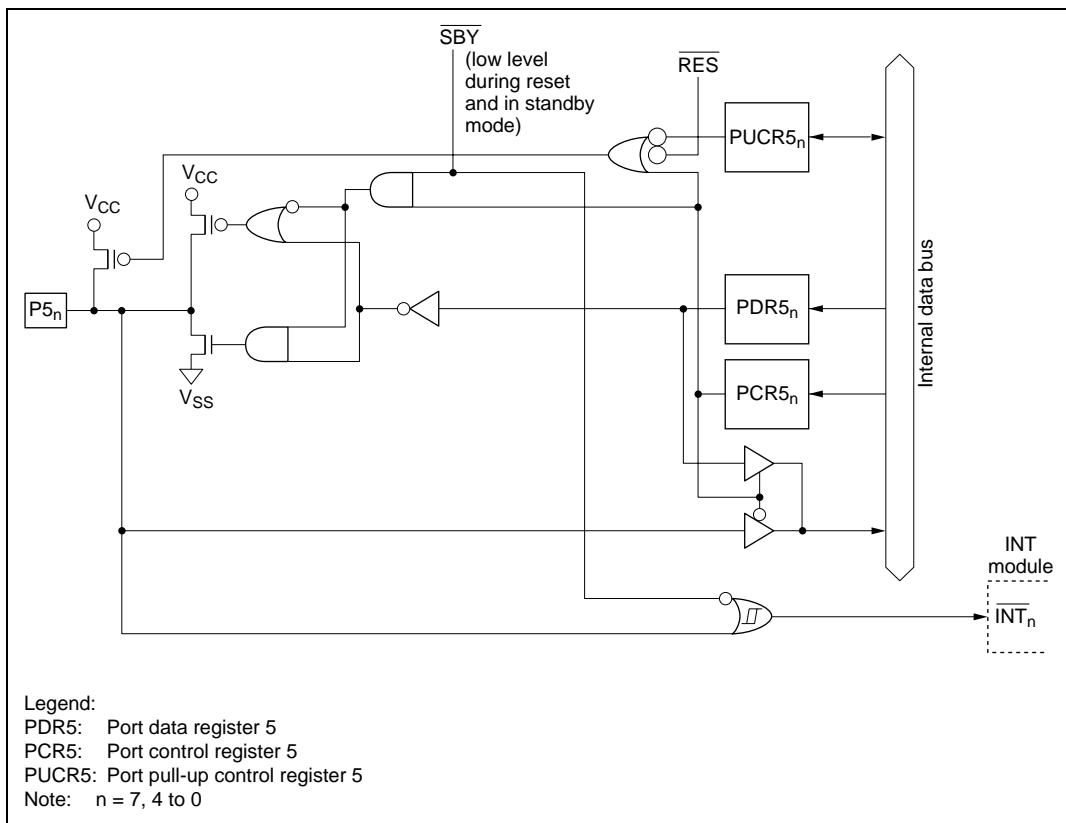 SBY
(low level
during reset
and in standby
mode)
RES
PUCR5n
VCC
VCC
P5n
VSS
PDR5n
PCR5n
Internal data bus
INT
module
INTn
Legend:
PDR5: Port data register 5
PCR5: Port control register 5
PUCR5: Port pull-up control register 5
Note: n = 7, 4 to 0